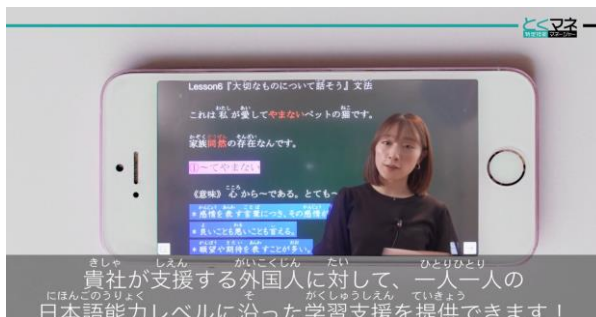 とくマネ
特定技能マネージャー
Lesson6『大切なものについて話そう』文法
これは私が愛してやまないペットの猫です。
家族同然の存在なんです。
①～てやまない
《意味》心から～である。とても～
＊感情を表す言葉につき、その感情が
＊良いことも悪いことも言える。
＊願望や期待を表すことが多い。
貴社が支援する外国人に対して、一人一人の
日本語能力レベルに沿った学習支援を提供できます！